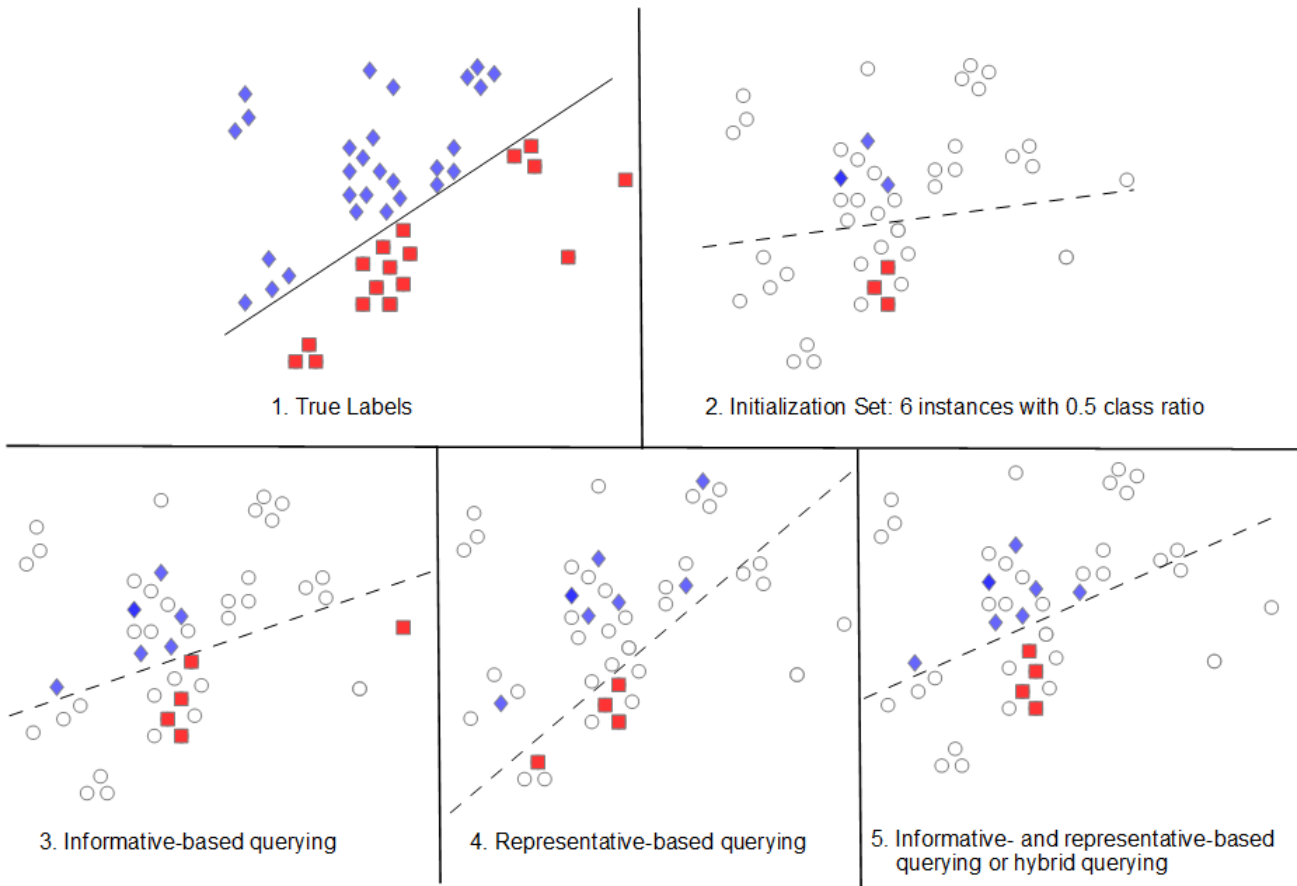 1. True Labels
2. Initialization Set: 6 instances with 0.5 class ratio
3. Informative-based querying
4. Representative-based querying
5. Informative- and representative-based
querying or hybrid querying